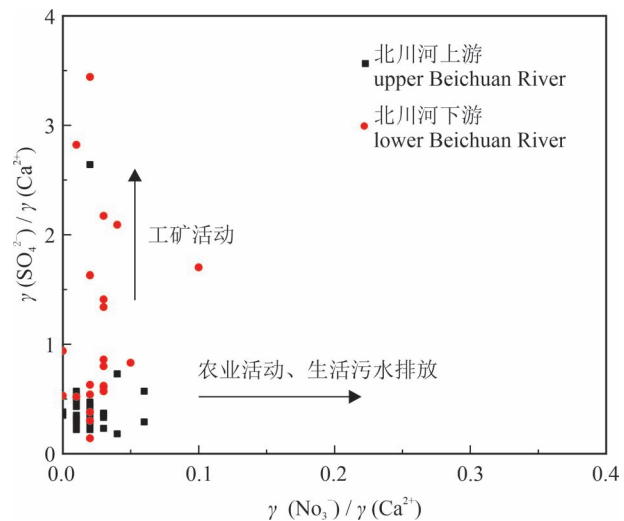 4
3
2
1
0
γ (SO₄²⁻) / γ (Ca²⁺)
北川河上游
upper Beichuan River
北川河下游
lower Beichuan River
工矿活动
农业活动、生活污水排放
0.0 0.1 0.2 0.3 0.4
γ (No₃⁻) / γ (Ca²⁺)